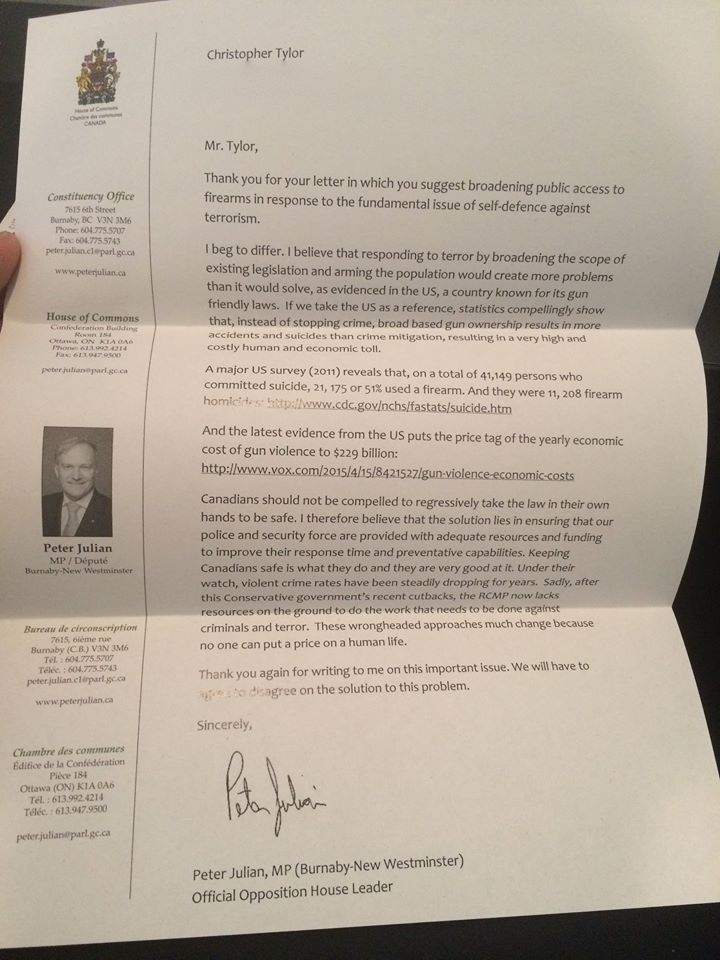 House of Commons
Chambre des communes
CANADA
Constituency Office
7615 6th Street
Burnaby, BC V3N 3M6
Phone: 604.775.5707
Fax: 604.775.5743
peter.julian.c1@parl.gc.ca
www.peterjulian.ca
House of Commons
Confederation Building
Room 184
Ottawa, ON K1A 0A6
Phone: 613.992.4214
Fax: 613.947.9500
peter.julian@parl.gc.ca
Peter Julian
MP / Député
Burnaby-New Westminster
Bureau de circonscription
7615, 6ième rue
Burnaby (C.B.) V3N 3M6
Tél. : 604.775.5707
Téléc. : 604.775.5743
peter.julian.c1@parl.gc.ca
www.peterjulian.ca
Chambre des communes
Édifice de la Confédération
Pièce 184
Ottawa (ON) K1A 0A6
Tél. : 613.992.4214
Téléc. : 613.947.9500
peter.julian@parl.gc.ca
Christopher Tylor
Mr. Tylor,
Thank you for your letter in which you suggest broadening public access to
firearms in response to the fundamental issue of self-defence against
terrorism.
I beg to differ. I believe that responding to terror by broadening the scope of
existing legislation and arming the population would create more problems
than it would solve, as evidenced in the US, a country known for its gun
friendly laws. If we take the US as a reference, statistics compellingly show
that, instead of stopping crime, broad based gun ownership results in more
accidents and suicides than crime mitigation, resulting in a very high and
costly human and economic toll.
A major US survey (2011) reveals that, on a total of 41,149 persons who
committed suicide, 21, 175 or 51% used a firearm. And they were 11, 208 firearm
homicides: http://www.cdc.gov/nchs/fastats/suicide.htm
And the latest evidence from the US puts the price tag of the yearly economic
cost of gun violence to $229 billion:
http://www.vox.com/2015/4/15/8421527/gun-violence-economic-costs
Canadians should not be compelled to regressively take the law in their own
hands to be safe. I therefore believe that the solution lies in ensuring that our
police and security force are provided with adequate resources and funding
to improve their response time and preventative capabilities. Keeping
Canadians safe is what they do and they are very good at it. Under their
watch, violent crime rates have been steadily dropping for years. Sadly, after
this Conservative government's recent cutbacks, the RCMP now lacks
resources on the ground to do the work that needs to be done against
criminals and terror. These wrongheaded approaches much change because
no one can put a price on a human life.
Thank you again for writing to me on this important issue. We will have to
agree to disagree on the solution to this problem.
Sincerely,
Peter Julian
Peter Julian, MP (Burnaby-New Westminster)
Official Opposition House Leader